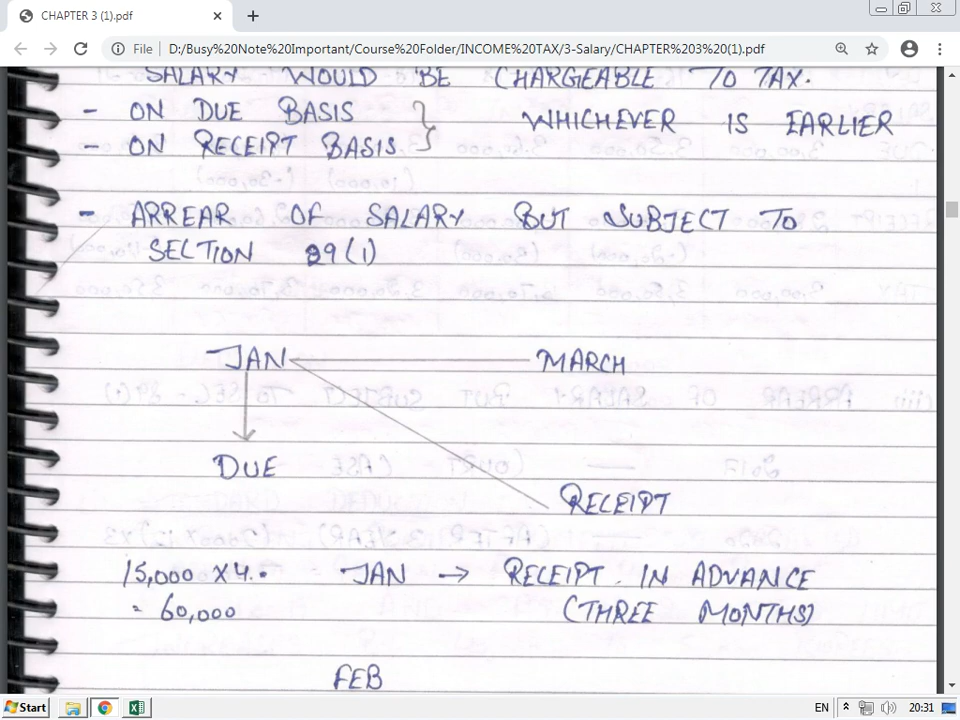 CHAPTER 3 (1).pdf
File | D:/Busy%20Note%20Important/Course%20Folder/INCOME%20TAX/3-Salary/CHAPTER%203%20(1).pdf
SALARY WOULD BE CHARGEABLE TO TAX.
- ON DUE BASIS
- ON RECEIPT BASIS
} WHICHEVER IS EARLIER
- ARREAR OF SALARY BUT SUBJECT TO
SECTION 89(1)
JAN MARCH
DUE
RECEIPT
15,000 x 4. JAN → RECEIPT IN ADVANCE
= 60,000 (THREE MONTHS)
FEB
Start EN 20:31